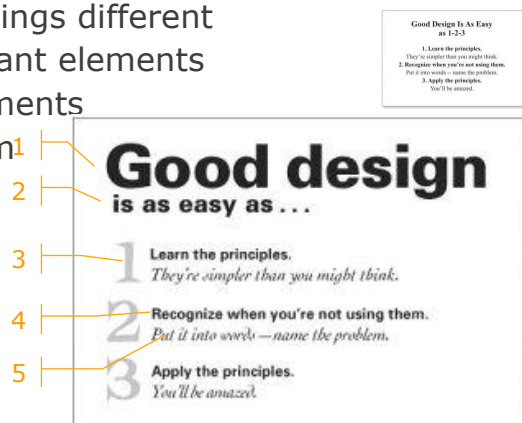 ings different
ant elements
ments
m
Good Design Is As Easy
as 1-2-3
1. Learn the principles.
They're simpler than you might think.
2. Recognize when you're not using them.
Put it into words -- name the problem.
3. Apply the principles.
You'll be amazed.
1
2
3
4
5
Good design
is as easy as...
1 Learn the principles.
They're simpler than you might think.
2 Recognize when you're not using them.
Put it into words—name the problem.
3 Apply the principles.
You'll be amazed.